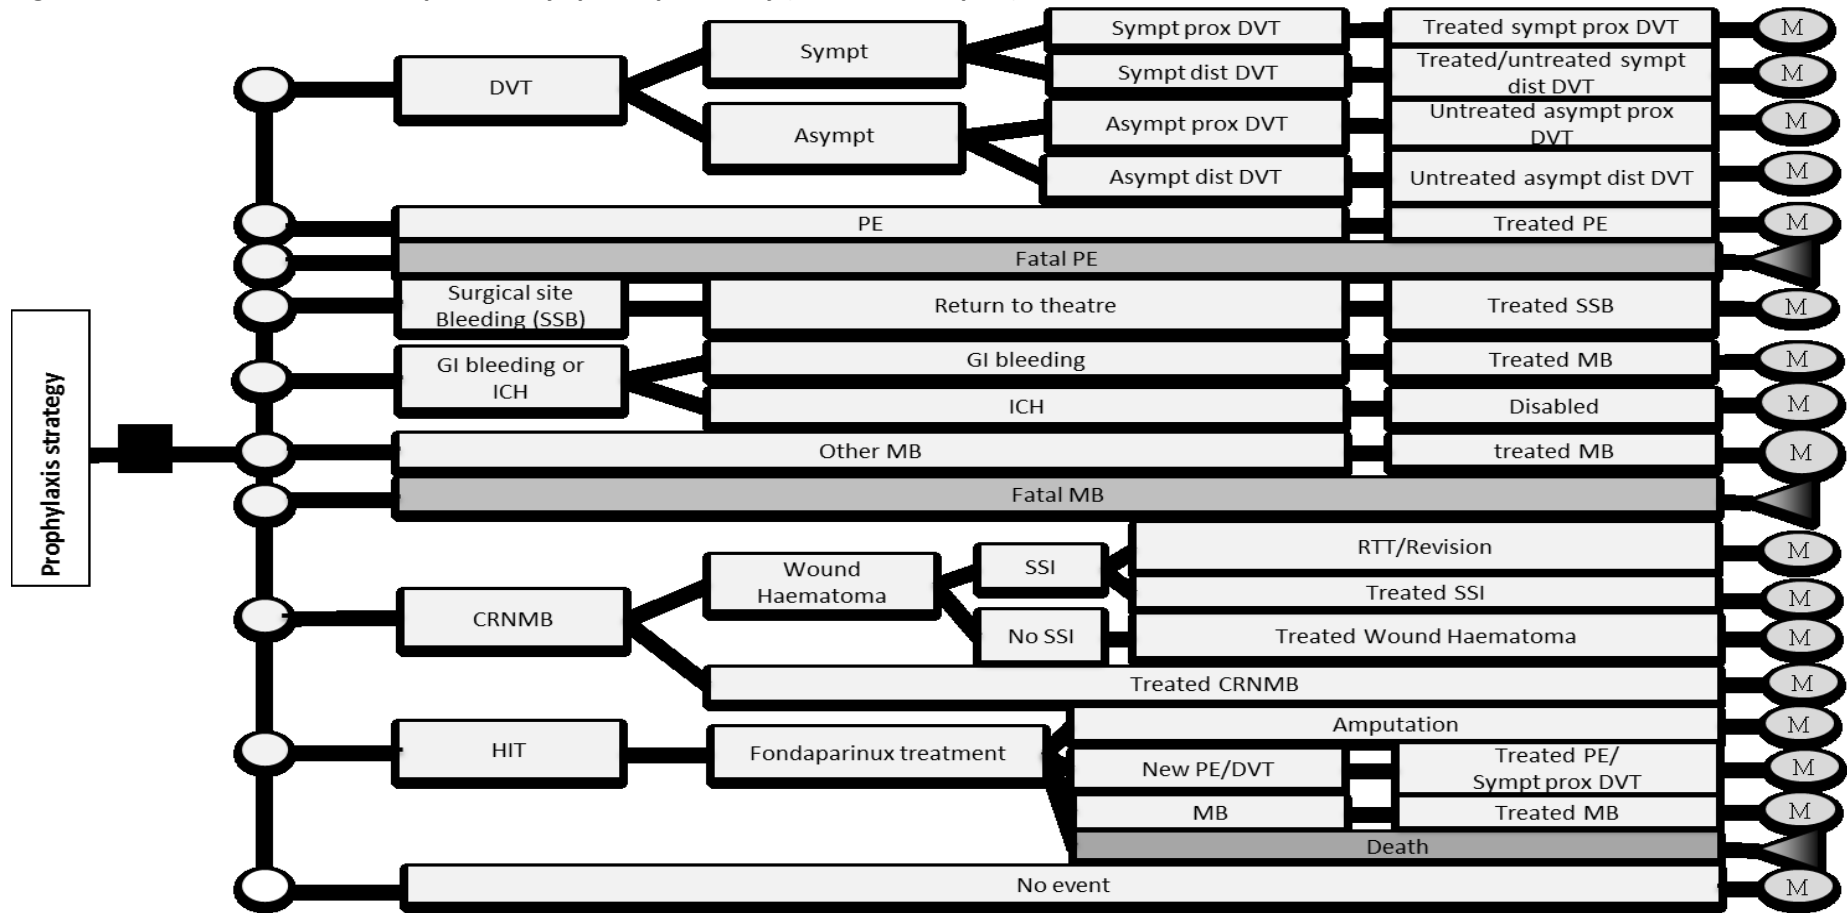 Sympt prox DVT
Treated sympt prox DVT
M
Sympt
Sympt dist DVT
Treated/untreated sympt
dist DVT
M
DVT
Asympt
Asympt prox DVT
Untreated asympt prox
DVT
M
Asympt dist DVT
Untreated asympt dist DVT
M
PE
Treated PE
M
Fatal PE
Surgical site
Bleeding (SSB)
Return to theatre
Treated SSB
M
GI bleeding or
ICH
GI bleeding
Treated MB
M
ICH
Disabled
M
Prophylaxis strategy
Other MB
treated MB
M
Fatal MB
CRNMB
Wound
Haematoma
SSI
RTT/Revision
M
Treated SSI
M
No SSI
Treated Wound Haematoma
M
Treated CRNMB
M
HIT
Fondaparinux treatment
Amputation
M
New PE/DVT
Treated PE/
Sympt prox DVT
M
MB
Treated MB
M
Death
No event
M